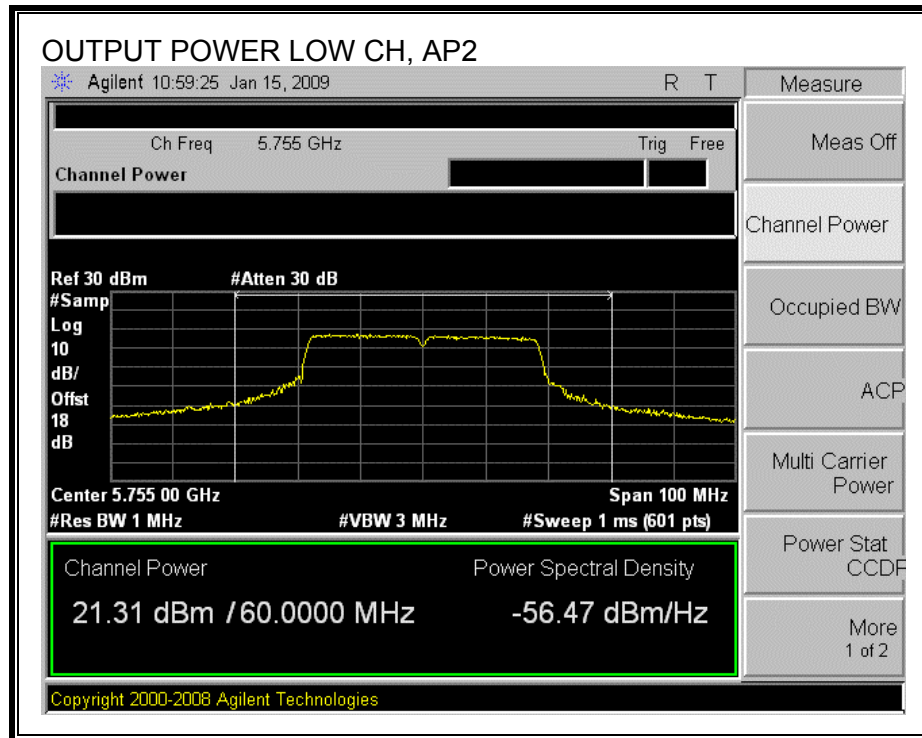 OUTPUT POWER LOW CH, AP2
Agilent 10:59:25 Jan 15, 2009 R T
Measure
Ch Freq 5.755 GHz Trig Free
Channel Power
Meas Off
Channel Power
Occupied BW
ACP
Multi Carrier
Power
Power Stat
CCDF
More
1 of 2
Ref 30 dBm #Atten 30 dB
#Samp
Log
10
dB/
Offst
18
dB
Center 5.755 00 GHz Span 100 MHz
#Res BW 1 MHz #VBW 3 MHz #Sweep 1 ms (601 pts)
Channel Power Power Spectral Density
21.31 dBm / 60.0000 MHz -56.47 dBm/Hz
Copyright 2000-2008 Agilent Technologies